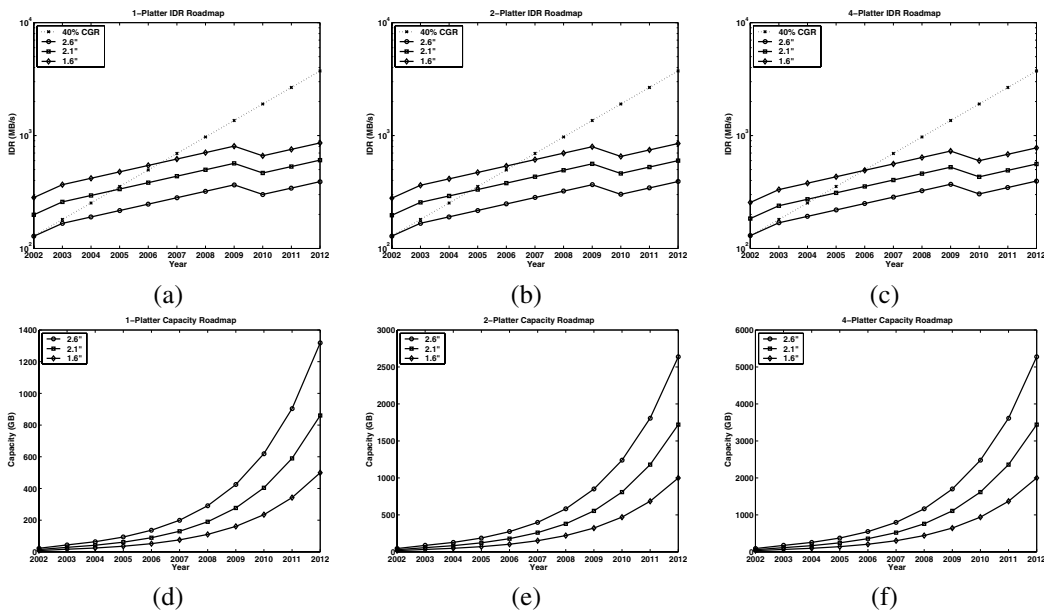 1−Platter IDR Roadmap
10^4
10^3
10^2
IDR (MB/s)
40% CGR
2.6"
2.1"
1.6"
2002 2003 2004 2005 2006 2007 2008 2009 2010 2011 2012
Year
(a)
2−Platter IDR Roadmap
10^4
10^3
10^2
IDR (MB/s)
40% CGR
2.6"
2.1"
1.6"
2002 2003 2004 2005 2006 2007 2008 2009 2010 2011 2012
Year
(b)
4−Platter IDR Roadmap
10^4
10^3
10^2
IDR (MB/s)
40% CGR
2.6"
2.1"
1.6"
2002 2003 2004 2005 2006 2007 2008 2009 2010 2011 2012
Year
(c)
1−Platter Capacity Roadmap
1400
1200
1000
800
600
400
200
0
Capacity (GB)
2.6"
2.1"
1.6"
2002 2003 2004 2005 2006 2007 2008 2009 2010 2011 2012
Year
(d)
2−Platter Capacity Roadmap
3000
2500
2000
1500
1000
500
0
Capacity (GB)
2.6"
2.1"
1.6"
2002 2003 2004 2005 2006 2007 2008 2009 2010 2011 2012
Year
(e)
4−Platter Capacity Roadmap
6000
5000
4000
3000
2000
1000
0
Capacity (GB)
2.6"
2.1"
1.6"
2002 2003 2004 2005 2006 2007 2008 2009 2010 2011 2012
Year
(f)